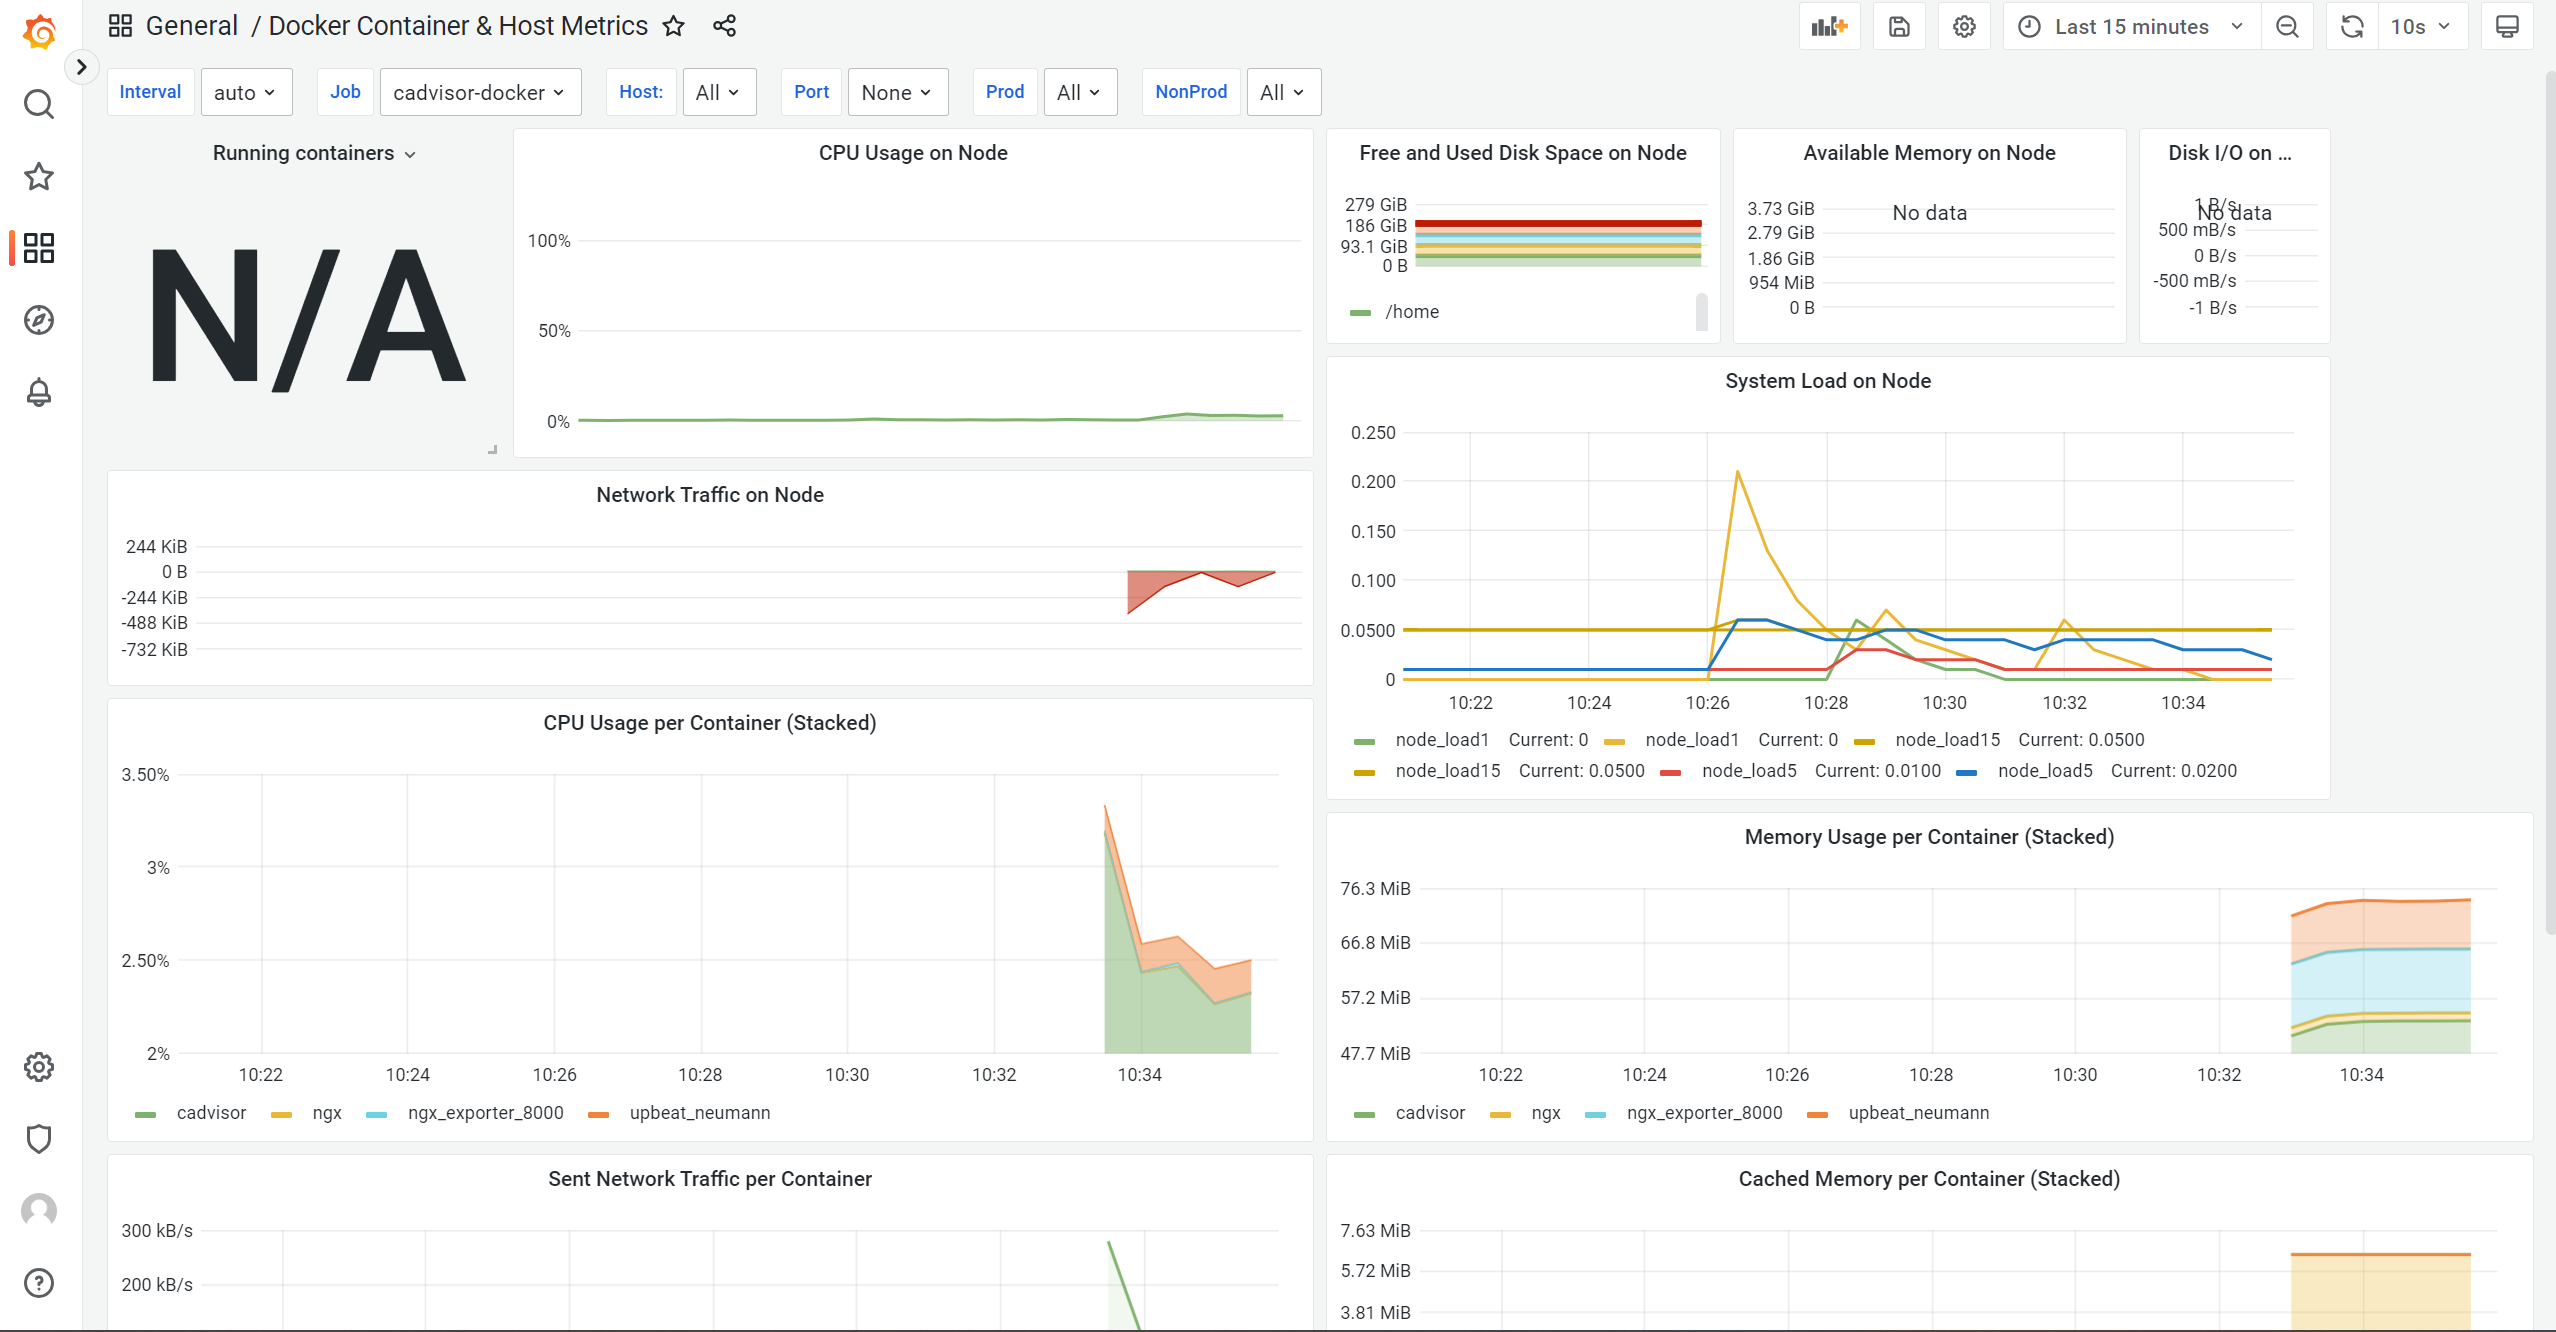 General / Docker Container & Host Metrics
Last 15 minutes
10s
Interval auto Job cadvisor-docker Host: All Port None Prod All NonProd All
Running containers
N/A
CPU Usage on Node
100%
50%
0%
Free and Used Disk Space on Node
279 GiB
186 GiB
93.1 GiB
0 B
/home
Available Memory on Node
No data
3.73 GiB
2.79 GiB
1.86 GiB
954 MiB
0 B
Disk I/O on ...
No data
1 B/s
500 mB/s
0 B/s
-500 mB/s
-1 B/s
Network Traffic on Node
244 KiB
0 B
-244 KiB
-488 KiB
-732 KiB
System Load on Node
0.250
0.200
0.150
0.100
0.0500
0
10:22 10:24 10:26 10:28 10:30 10:32 10:34
node_load1 Current: 0 node_load1 Current: 0 node_load15 Current: 0.0500
node_load15 Current: 0.0500 node_load5 Current: 0.0100 node_load5 Current: 0.0200
CPU Usage per Container (Stacked)
3.50%
3%
2.50%
2%
10:22 10:24 10:26 10:28 10:30 10:32 10:34
cadvisor ngx ngx_exporter_8000 upbeat_neumann
Memory Usage per Container (Stacked)
76.3 MiB
66.8 MiB
57.2 MiB
47.7 MiB
10:22 10:24 10:26 10:28 10:30 10:32 10:34
cadvisor ngx ngx_exporter_8000 upbeat_neumann
Sent Network Traffic per Container
300 kB/s
200 kB/s
Cached Memory per Container (Stacked)
7.63 MiB
5.72 MiB
3.81 MiB